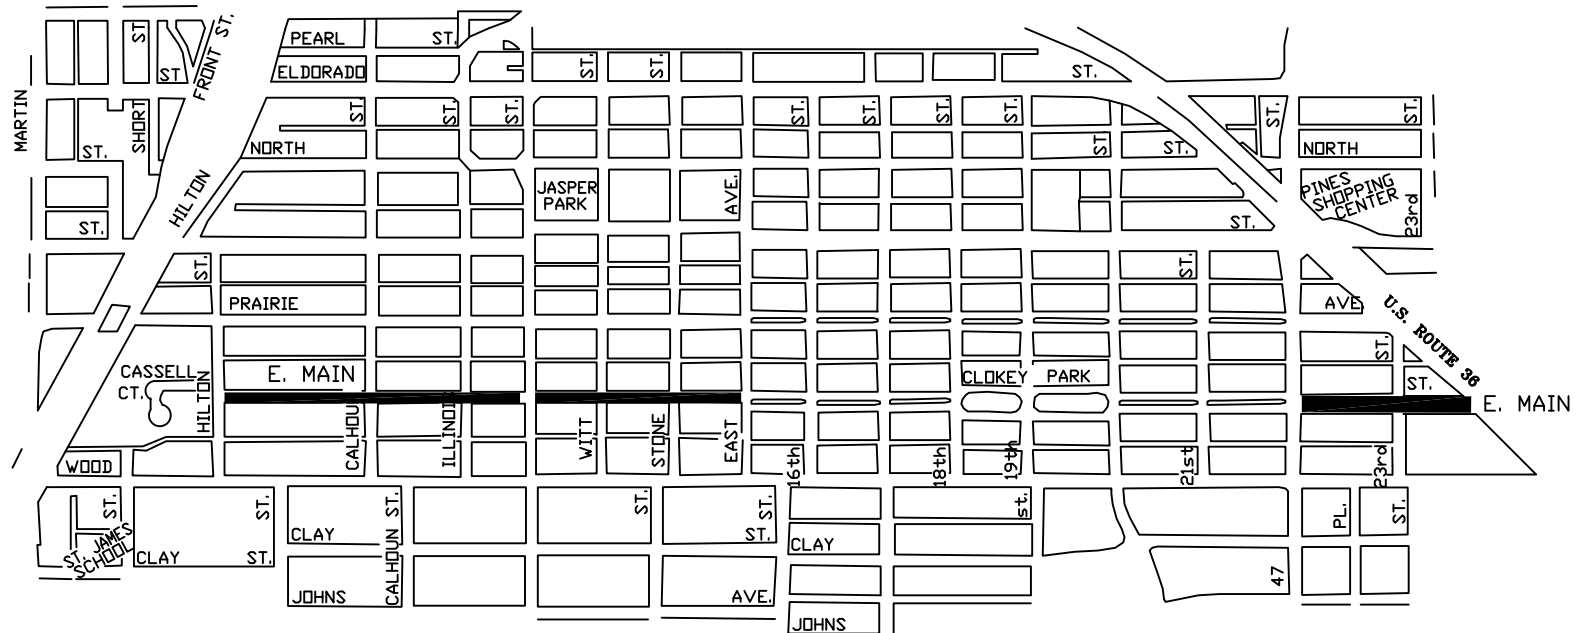 FRONT ST.
ST
PEARL ST.
ST
ELDORADO
ST.
ST.
ST.
MARTIN
SHORT
ST.
ST.
ST.
ST.
ST.
ST.
ST.
ST.
ST.
ST.
ST.
NORTH
ST
ST.
NORTH
HILTON
JASPER
PARK
AVE.
PINES
SHOPPING
CENTER
23rd
ST.
ST.
ST.
ST.
PRAIRIE
AVE.
U.S. ROUTE 36
ST.
CASSELL
CT.
HILTON
E. MAIN
CLOKEY PARK
ST.
E. MAIN
CALHOU
ILLINOI
WITT
STONE
EAST
16th
18th
19th
21st
23rd
WOOD
ST.
ST.
CALHOUN ST.
ST.
ST.
st.
PL.
ST.
CLAY
ST.
CLAY
ST. JAMES
SCHOOL
CLAY
ST.
47
JOHNS
AVE.
JOHNS